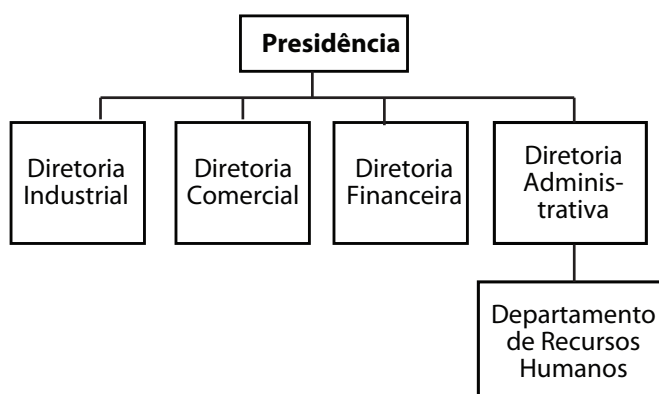 Presidência
Diretoria
Industrial
Diretoria
Comercial
Diretoria
Financeira
Diretoria
Adminis-
trativa
Departamento
de Recursos
Humanos